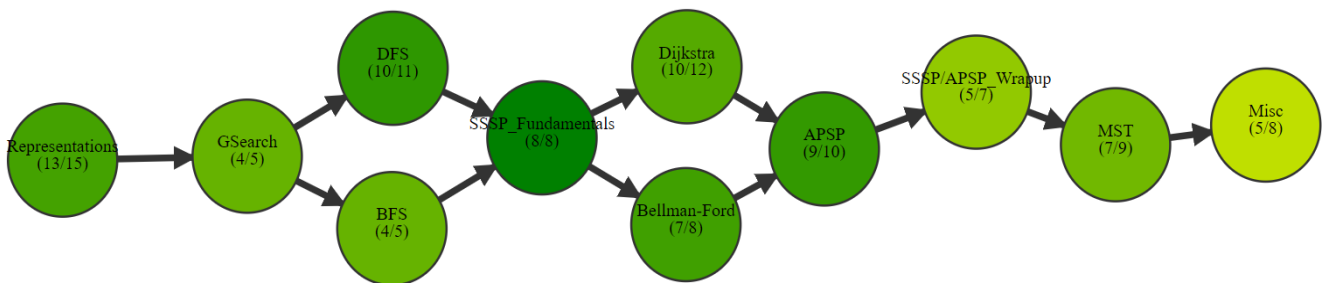 Representations
(13/15)
GSearch
(4/5)
DFS
(10/11)
BFS
(4/5)
SSSP_Fundamentals
(8/8)
Dijkstra
(10/12)
Bellman-Ford
(7/8)
APSP
(9/10)
SSSP/APSP_Wrapup
(5/7)
MST
(7/9)
Misc
(5/8)